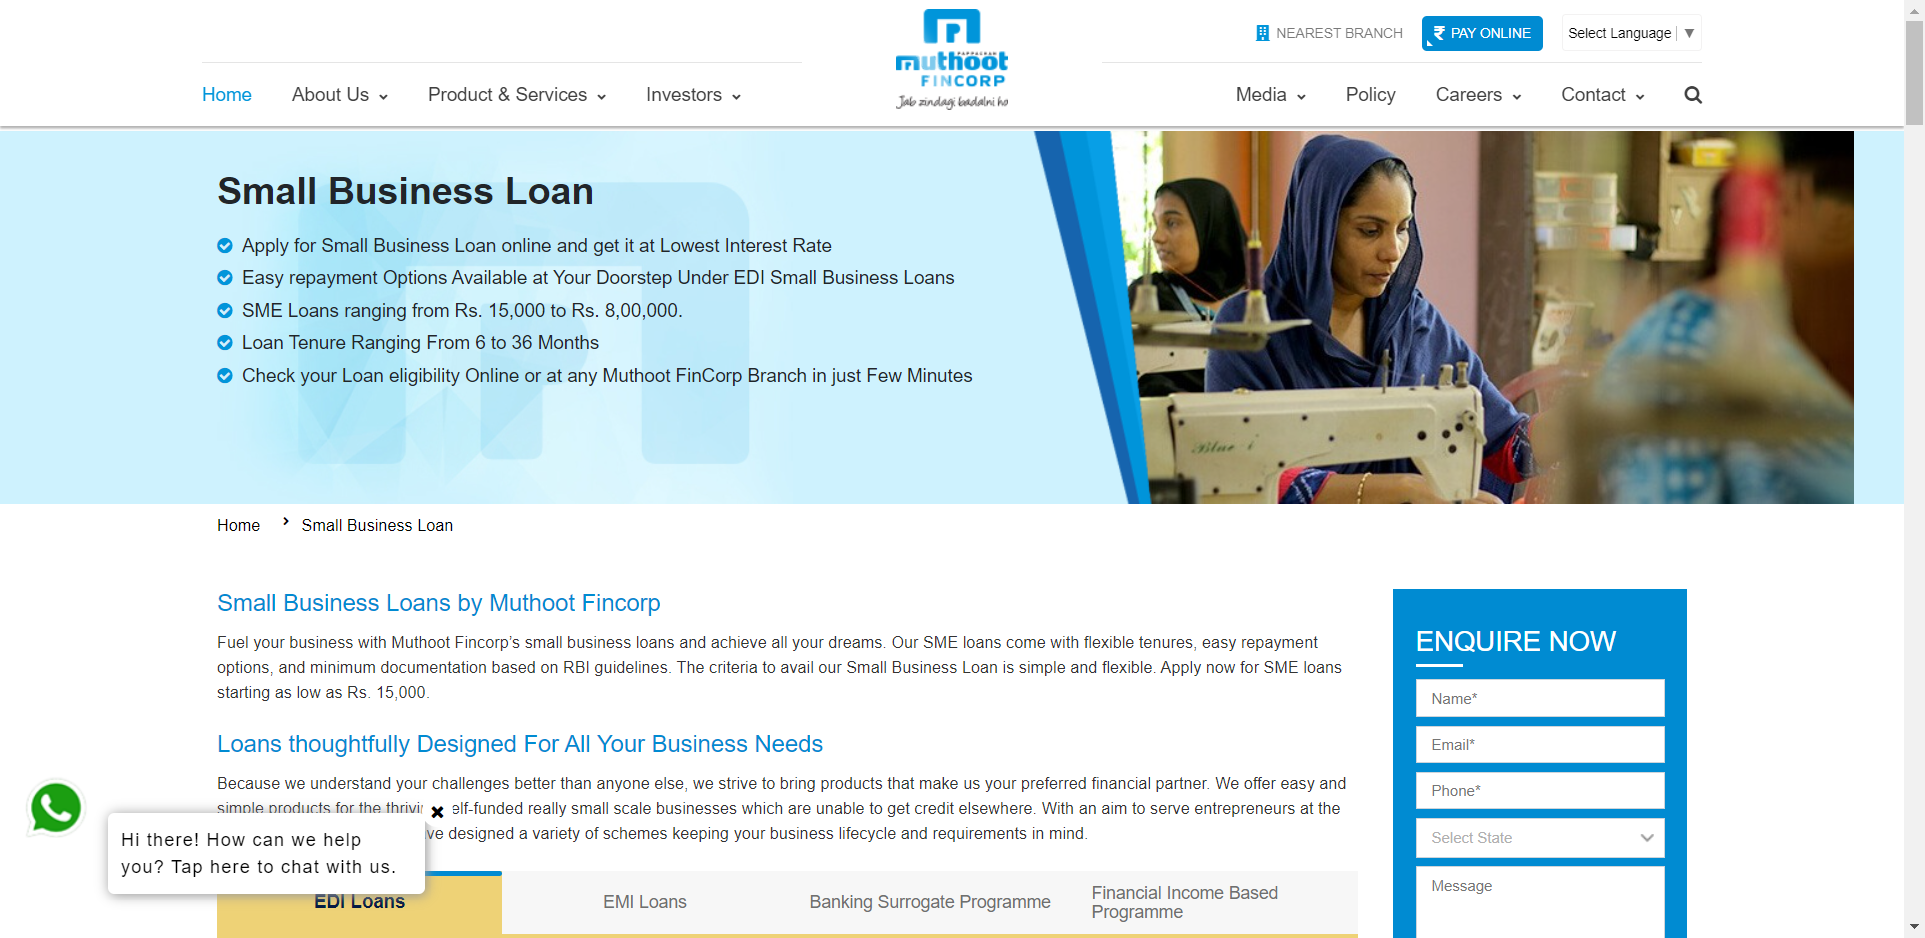 NEAREST BRANCH
PAY ONLINE
Select Language
PAPPACHAN
muthoot
FINCORP
Jab zindagi badalni ho
Home
About Us
Product & Services
Investors
Media
Policy
Careers
Contact
Small Business Loan
Apply for Small Business Loan online and get it at Lowest Interest Rate
Easy repayment Options Available at Your Doorstep Under EDI Small Business Loans
SME Loans ranging from Rs. 15,000 to Rs. 8,00,000.
Loan Tenure Ranging From 6 to 36 Months
Check your Loan eligibility Online or at any Muthoot FinCorp Branch in just Few Minutes
Home
Small Business Loan
Small Business Loans by Muthoot Fincorp
Fuel your business with Muthoot Fincorp’s small business loans and achieve all your dreams. Our SME loans come with flexible tenures, easy repayment
options, and minimum documentation based on RBI guidelines. The criteria to avail our Small Business Loan is simple and flexible. Apply now for SME loans
starting as low as Rs. 15,000.
Loans thoughtfully Designed For All Your Business Needs
Because we understand your challenges better than anyone else, we strive to bring products that make us your preferred financial partner. We offer easy and
simple products for the thrivi elf-funded really small scale businesses which are unable to get credit elsewhere. With an aim to serve entrepreneurs at the
ve designed a variety of schemes keeping your business lifecycle and requirements in mind.
Hi there! How can we help
you? Tap here to chat with us.
EDI Loans
EMI Loans
Banking Surrogate Programme
Financial Income Based
Programme
ENQUIRE NOW
Name*
Email*
Phone*
Select State
Message